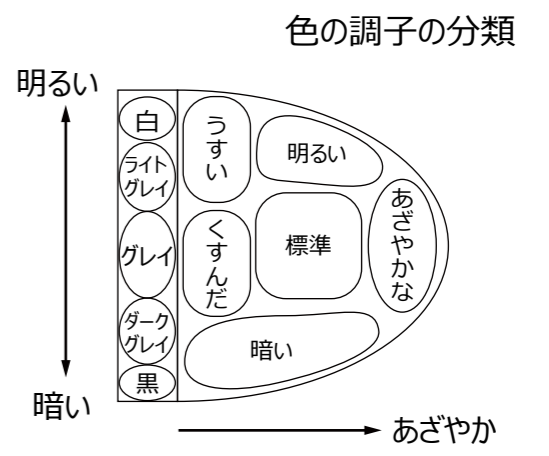 色の調子の分類
明るい
白
ライト
グレイ
グレイ
ダーク
グレイ
黒
暗い
うすい
くすんだ
明るい
標準
暗い
あざやかな
あざやか